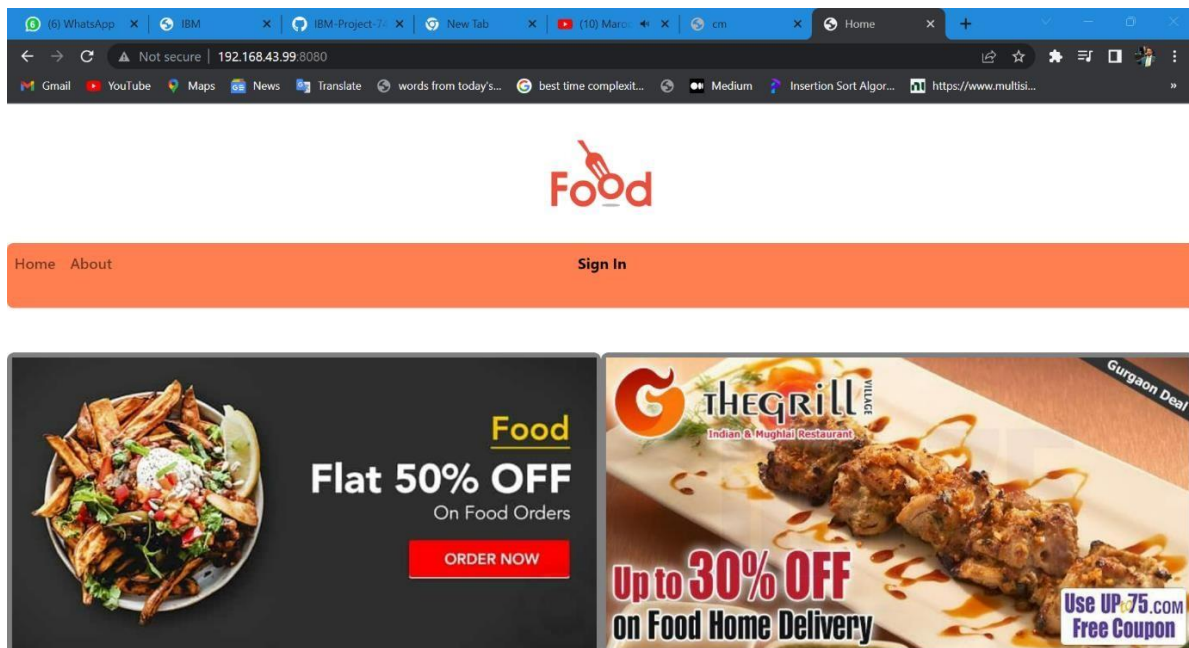 6 (6) WhatsApp
IBM
IBM-Project-74
New Tab
(10) Maro
cm
Home
Not secure | 192.168.43.99:8080
Gmail
YouTube
Maps
News
Translate
words from today's...
best time complexit...
Medium
Insertion Sort Algor...
https://www.multisi...
»
Food
Home About
Sign In
Food
Flat 50% OFF
On Food Orders
ORDER NOW
G THEGRILL VILLAGE
Indian & Mughlai Restaurant
Gurgaon Deal
Up to 30% OFF
on Food Home Delivery
Use UPto75.COM
Free Coupon